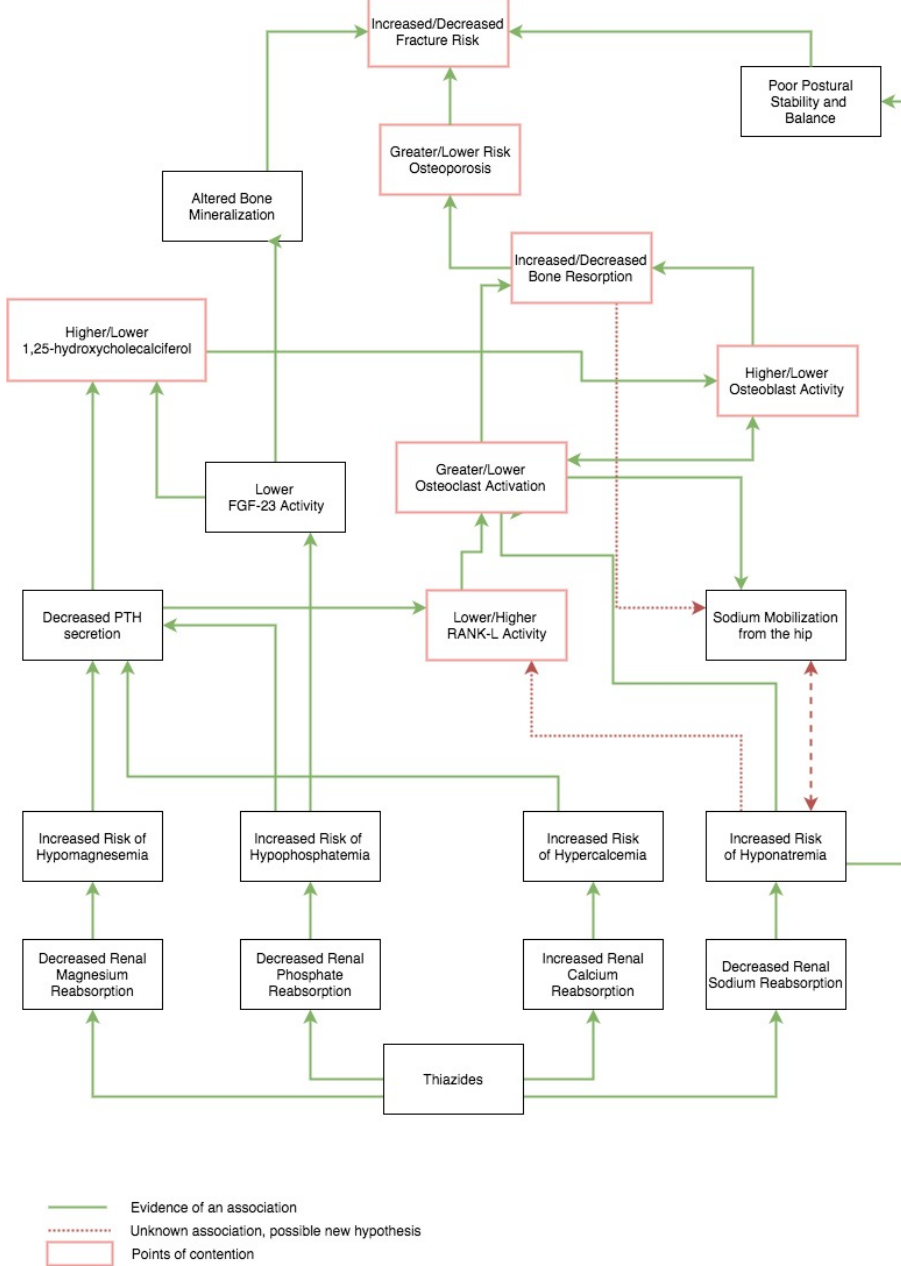 Increased/Decreased
Fracture Risk
Poor Postural
Stability and
Balance
Greater/Lower Risk
Osteoporosis
Altered Bone
Mineralization
Increased/Decreased
Bone Resorption
Higher/Lower
1,25-hydroxycholecalciferol
Higher/Lower
Osteoblast Activity
Greater/Lower
Osteoclast Activation
Lower
FGF-23 Activity
Decreased PTH
secretion
Lower/Higher
RANK-L Activity
Sodium Mobilization
from the hip
Increased Risk of
Hypomagnesemia
Increased Risk of
Hypophosphatemia
Increased Risk
of Hypercalcemia
Increased Risk
of Hyponatremia
Decreased Renal
Magnesium
Reabsorption
Decreased Renal
Phosphate
Reabsorption
Increased Renal
Calcium
Reabsorption
Decreased Renal
Sodium Reabsorption
Thiazides
Evidence of an association
Unknown association, possible new hypothesis
Points of contention